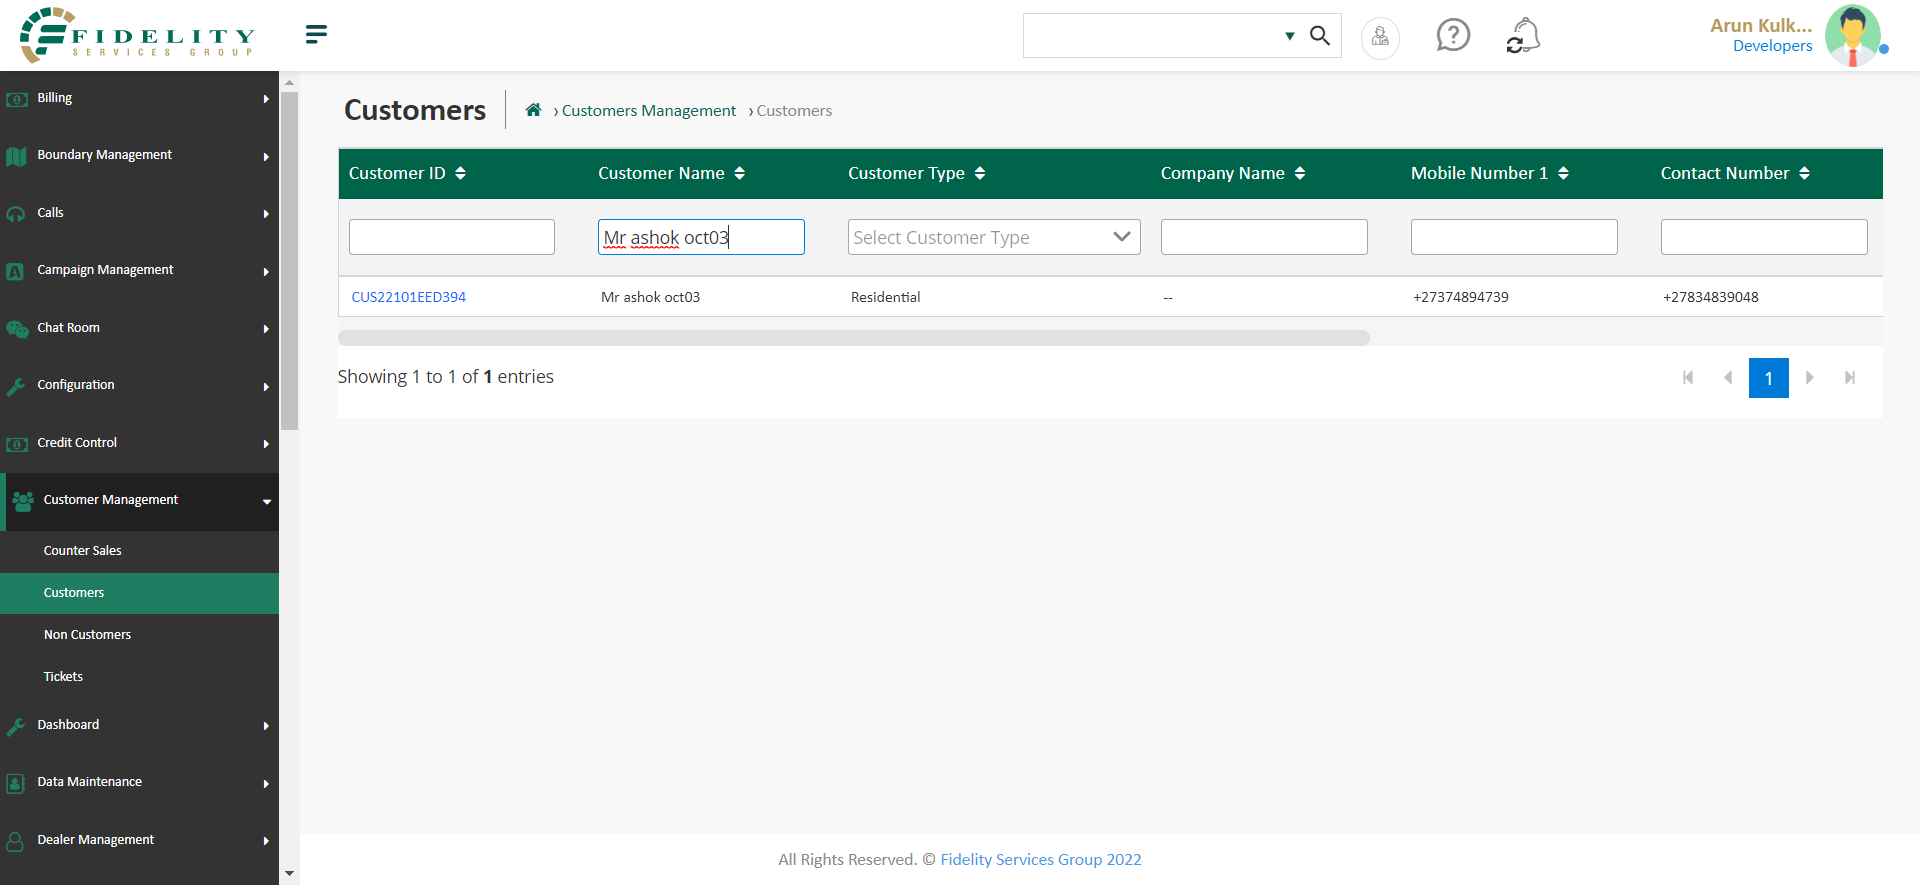 FIDELITY
SERVICES GROUP
Arun Kulk...
Developers
Billing
Boundary Management
Calls
Campaign Management
Chat Room
Configuration
Credit Control
Customer Management
Counter Sales
Customers
Non Customers
Tickets
Dashboard
Data Maintenance
Dealer Management
Customers
› Customers Management › Customers
Customer ID Customer Name Customer Type Company Name Mobile Number 1 Contact Number
Mr ashok oct03 Select Customer Type
CUS22101EED394 Mr ashok oct03 Residential -- +27374894739 +27834839048
Showing 1 to 1 of 1 entries
1
All Rights Reserved. © Fidelity Services Group 2022